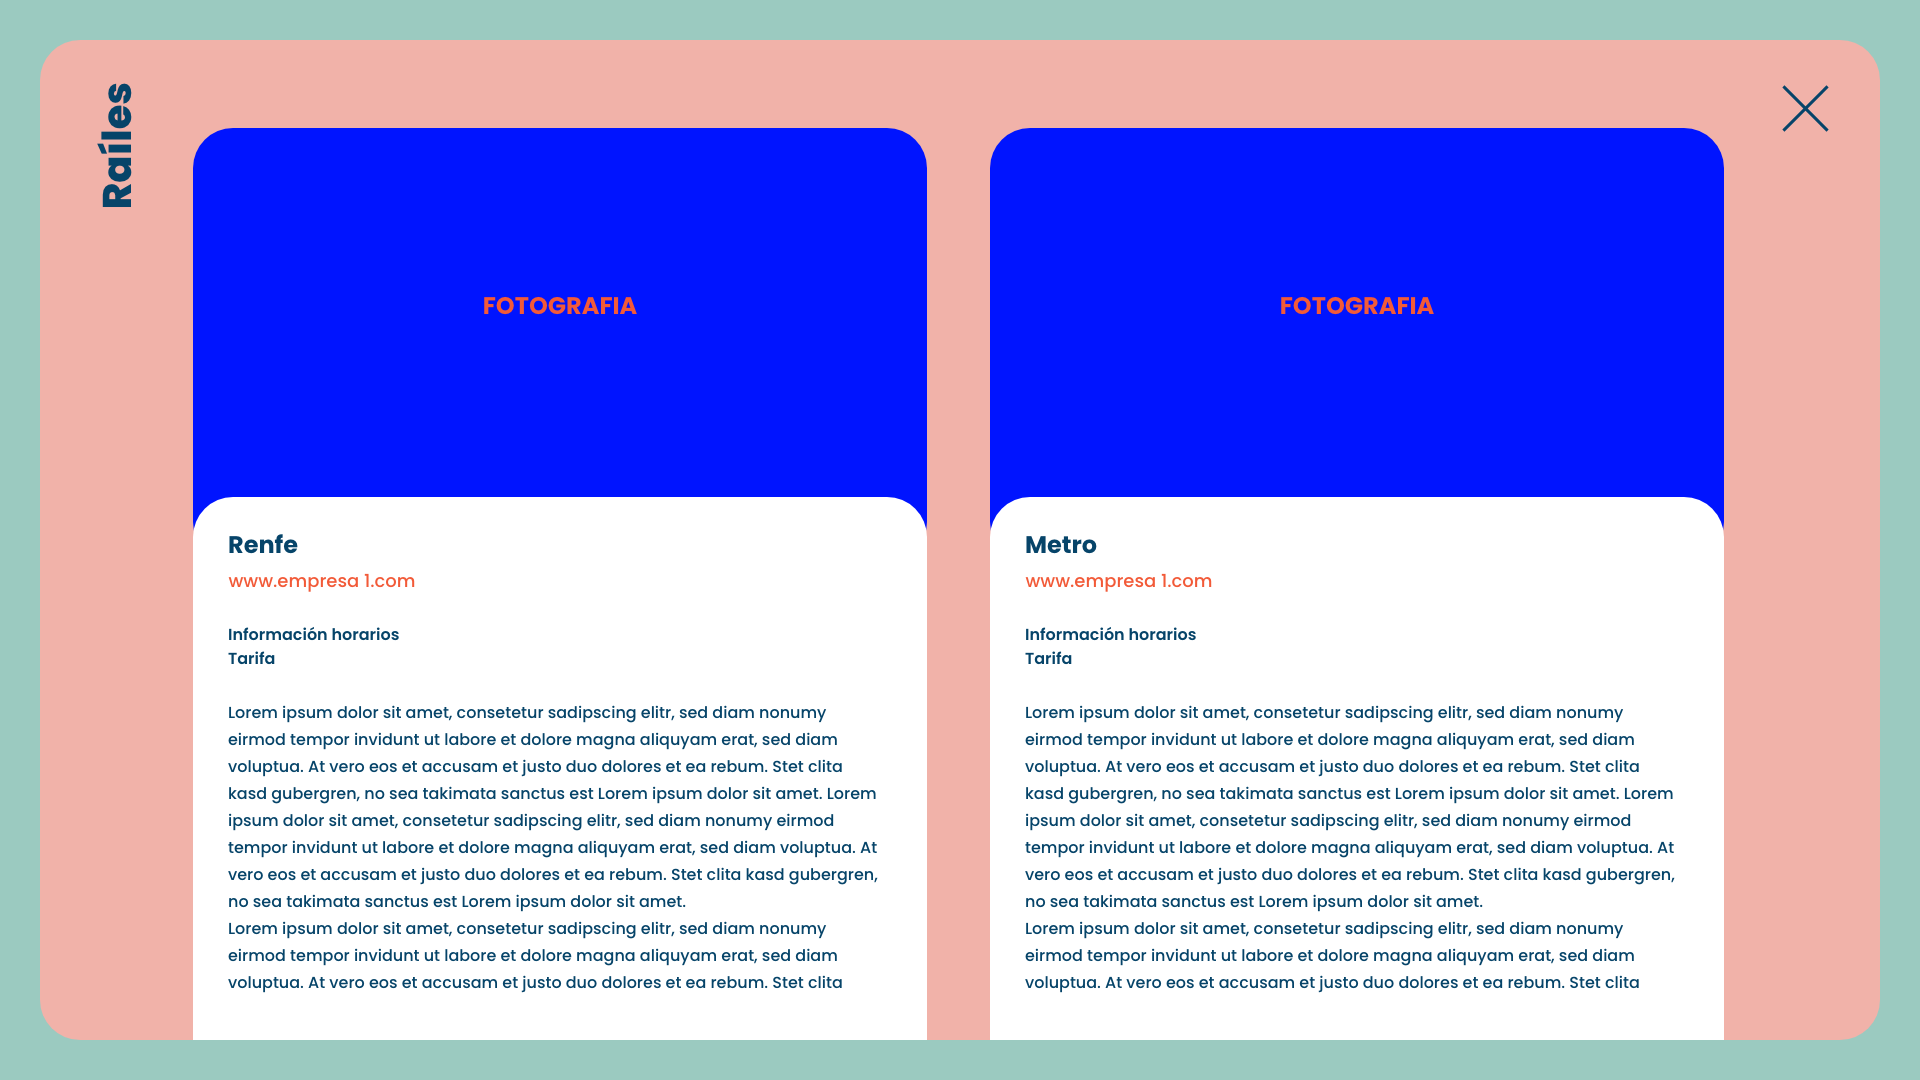 Raíles
FOTOGRAFIA
Renfe
www.empresa 1.com
Información horarios
Tarifa
Lorem ipsum dolor sit amet, consetetur sadipscing elitr, sed diam nonumy
eirmod tempor invidunt ut labore et dolore magna aliquyam erat, sed diam
voluptua. At vero eos et accusam et justo duo dolores et ea rebum. Stet clita
kasd gubergren, no sea takimata sanctus est Lorem ipsum dolor sit amet. Lorem
ipsum dolor sit amet, consetetur sadipscing elitr, sed diam nonumy eirmod
tempor invidunt ut labore et dolore magna aliquyam erat, sed diam voluptua. At
vero eos et accusam et justo duo dolores et ea rebum. Stet clita kasd gubergren,
no sea takimata sanctus est Lorem ipsum dolor sit amet.
Lorem ipsum dolor sit amet, consetetur sadipscing elitr, sed diam nonumy
eirmod tempor invidunt ut labore et dolore magna aliquyam erat, sed diam
voluptua. At vero eos et accusam et justo duo dolores et ea rebum. Stet clita
FOTOGRAFIA
Metro
www.empresa 1.com
Información horarios
Tarifa
Lorem ipsum dolor sit amet, consetetur sadipscing elitr, sed diam nonumy
eirmod tempor invidunt ut labore et dolore magna aliquyam erat, sed diam
voluptua. At vero eos et accusam et justo duo dolores et ea rebum. Stet clita
kasd gubergren, no sea takimata sanctus est Lorem ipsum dolor sit amet. Lorem
ipsum dolor sit amet, consetetur sadipscing elitr, sed diam nonumy eirmod
tempor invidunt ut labore et dolore magna aliquyam erat, sed diam voluptua. At
vero eos et accusam et justo duo dolores et ea rebum. Stet clita kasd gubergren,
no sea takimata sanctus est Lorem ipsum dolor sit amet.
Lorem ipsum dolor sit amet, consetetur sadipscing elitr, sed diam nonumy
eirmod tempor invidunt ut labore et dolore magna aliquyam erat, sed diam
voluptua. At vero eos et accusam et justo duo dolores et ea rebum. Stet clita